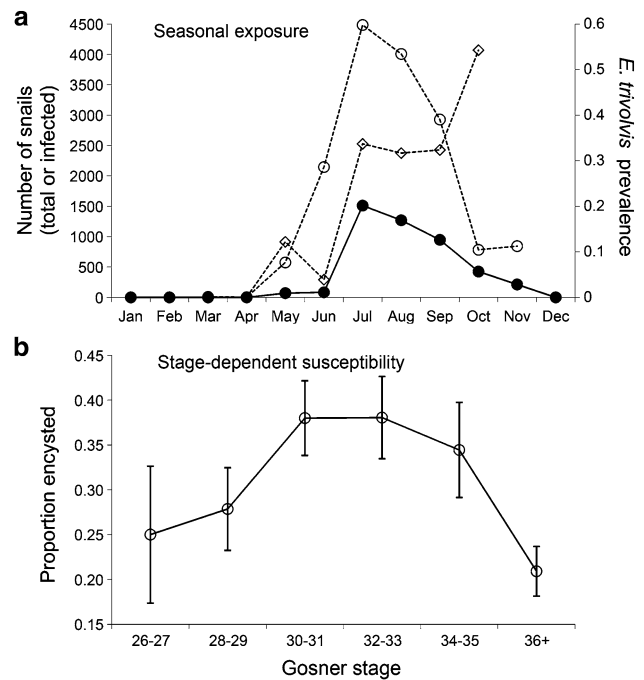 a
Seasonal exposure
Number of snails
(total or infected)
4500
4000
3500
3000
2500
2000
1500
1000
500
0
0.6
0.5
0.4
0.3
0.2
0.1
0
E. trivolvis prevalence
Jan Feb Mar Apr May Jun Jul Aug Sep Oct Nov Dec
b
Stage-dependent susceptibility
Proportion encysted
0.45
0.40
0.35
0.30
0.25
0.20
0.15
26-27 28-29 30-31 32-33 34-35 36+
Gosner stage